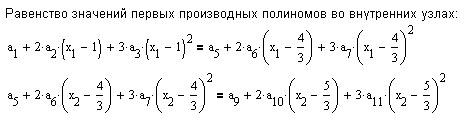 Равенство значений первых производных полиномов во внутренних узлах:
a₁ + 2·a₂·(x₁ − 1) + 3·a₃·(x₁ − 1)² = a₅ + 2·a₆·(x₁ − 4/3) + 3·a₇·(x₁ − 4/3)²
a₅ + 2·a₆·(x₂ − 4/3) + 3·a₇·(x₂ − 4/3)² = a₉ + 2·a₁₀·(x₂ − 5/3) + 3·a₁₁·(x₂ − 5/3)²